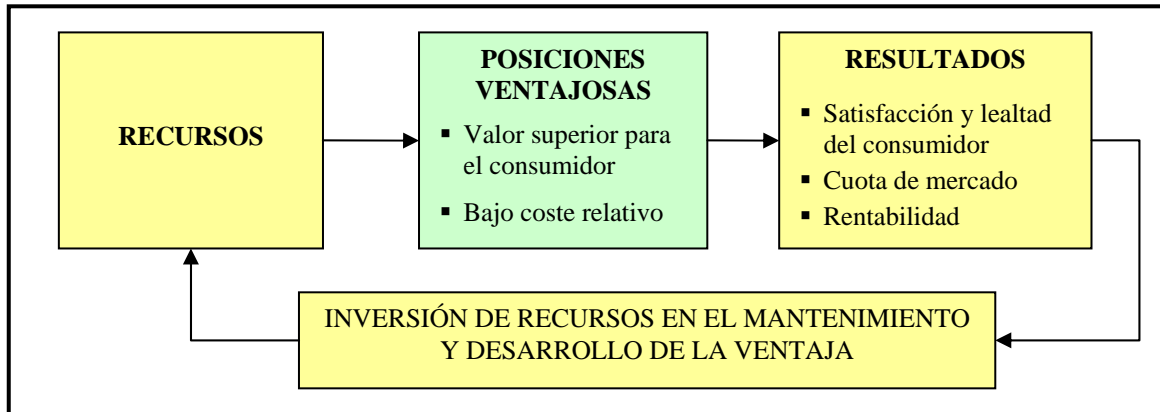 RECURSOS
POSICIONES
VENTAJOSAS
▪ Valor superior para
el consumidor
▪ Bajo coste relativo
RESULTADOS
▪ Satisfacción y lealtad
del consumidor
▪ Cuota de mercado
▪ Rentabilidad
INVERSIÓN DE RECURSOS EN EL MANTENIMIENTO
Y DESARROLLO DE LA VENTAJA